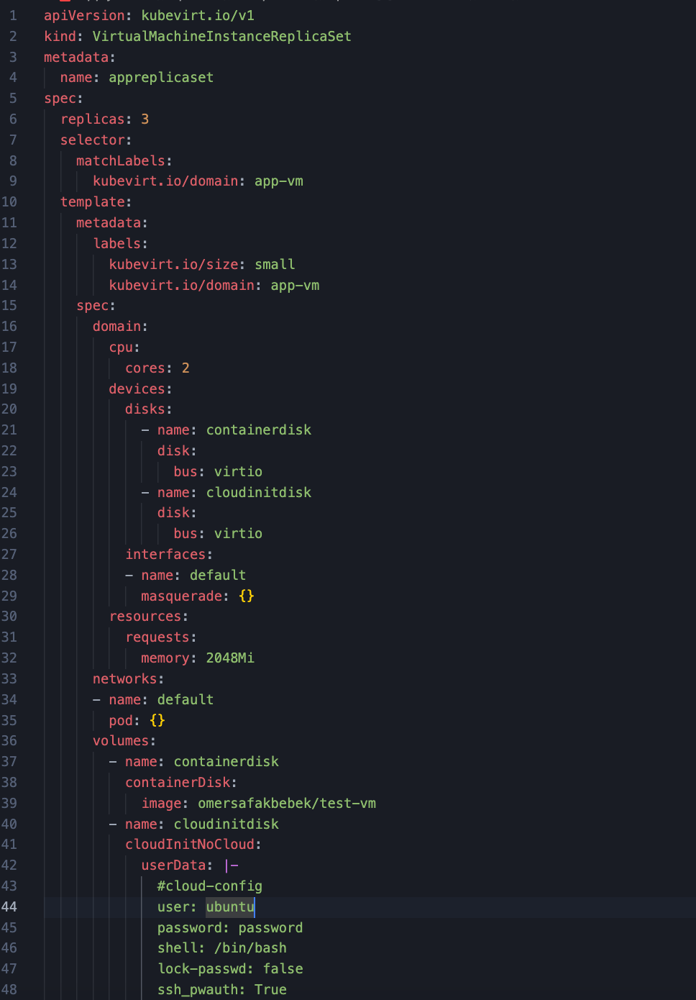 1 apiVersion: kubevirt.io/v1
2 kind: VirtualMachineInstanceReplicaSet
3 metadata:
4   name: appreplicaset
5 spec:
6   replicas: 3
7   selector:
8     matchLabels:
9       kubevirt.io/domain: app-vm
10   template:
11     metadata:
12       labels:
13         kubevirt.io/size: small
14         kubevirt.io/domain: app-vm
15     spec:
16       domain:
17         cpu:
18           cores: 2
19         devices:
20           disks:
21             - name: containerdisk
22               disk:
23                 bus: virtio
24             - name: cloudinitdisk
25               disk:
26                 bus: virtio
27           interfaces:
28           - name: default
29             masquerade: {}
30         resources:
31           requests:
32             memory: 2048Mi
33       networks:
34       - name: default
35         pod: {}
36       volumes:
37         - name: containerdisk
38           containerDisk:
39             image: omersafakbebek/test-vm
40         - name: cloudinitdisk
41           cloudInitNoCloud:
42             userData: |-
43               #cloud-config
44               user: ubuntu
45               password: password
46               shell: /bin/bash
47               lock-passwd: false
48               ssh_pwauth: True